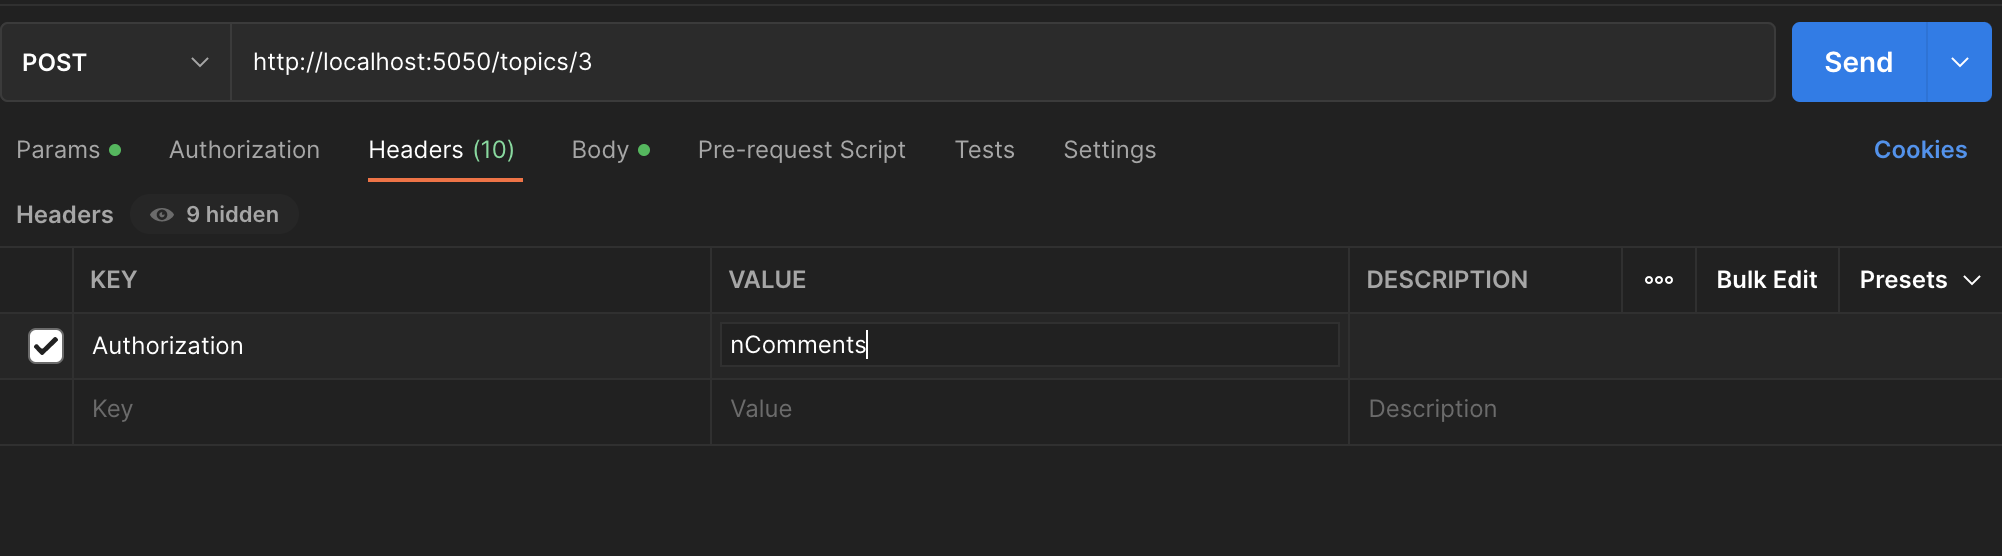 POST http://localhost:5050/topics/3 Send
Params Authorization Headers (10) Body Pre-request Script Tests Settings Cookies
Headers 9 hidden
KEY VALUE DESCRIPTION ooo Bulk Edit Presets
Authorization nComments
Key Value Description